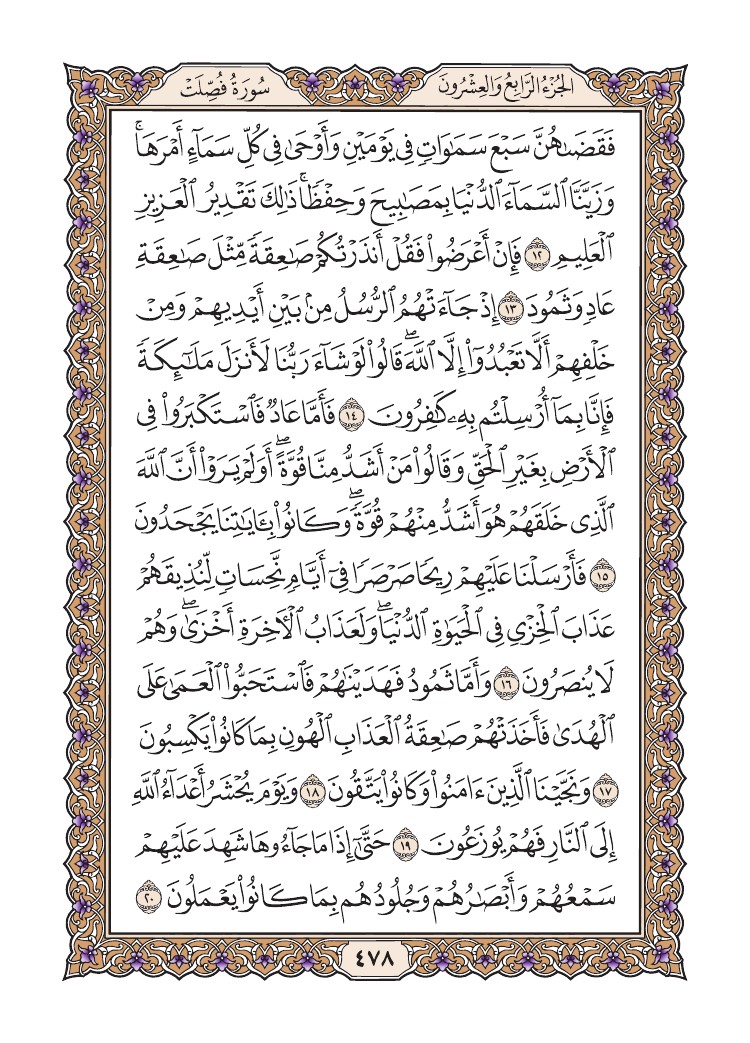 الجُزْءُ الرَّابِعُ وَالعِشْرُونَ
سُورَةُ فُصِّلَتْ
فَقَضَىٰهُنَّ سَبْعَ سَمَٰوَاتٖ فِي يَوْمَيْنِ وَأَوْحَىٰ فِي كُلِّ سَمَآءٍ أَمْرَهَاۚ
وَزَيَّنَّا ٱلسَّمَآءَ ٱلدُّنْيَا بِمَصَٰبِيحَ وَحِفْظٗاۚ ذَٰلِكَ تَقْدِيرُ ٱلْعَزِيزِ
ٱلْعَلِيمِ ١٢ فَإِنْ أَعْرَضُوا۟ فَقُلْ أَنذَرْتُكُمْ صَٰعِقَةٗ مِّثْلَ صَٰعِقَةِ
عَادٖ وَثَمُودَ ١٣ إِذْ جَآءَتْهُمُ ٱلرُّسُلُ مِنۢ بَيْنِ أَيْدِيهِمْ وَمِنْ
خَلْفِهِمْ أَلَّا تَعْبُدُوٓا۟ إِلَّا ٱللَّهَۖ قَالُوا۟ لَوْ شَآءَ رَبُّنَا لَأَنزَلَ مَلَٰٓئِكَةٗ
فَإِنَّا بِمَآ أُرْسِلْتُم بِهِۦ كَٰفِرُونَ ١٤ فَأَمَّا عَادٞ فَٱسْتَكْبَرُوا۟ فِي
ٱلْأَرْضِ بِغَيْرِ ٱلْحَقِّ وَقَالُوا۟ مَنْ أَشَدُّ مِنَّا قُوَّةًۖ أَوَلَمْ يَرَوْا۟ أَنَّ ٱللَّهَ
ٱلَّذِي خَلَقَهُمْ هُوَ أَشَدُّ مِنْهُمْ قُوَّةٗۖ وَكَانُوا۟ بِـَٔايَٰتِنَا يَجْحَدُونَ
١٥ فَأَرْسَلْنَا عَلَيْهِمْ رِيحٗا صَرْصَرٗا فِيٓ أَيَّامٖ نَّحِسَاتٖ لِّنُذِيقَهُمْ
عَذَابَ ٱلْخِزْيِ فِي ٱلْحَيَوٰةِ ٱلدُّنْيَاۖ وَلَعَذَابُ ٱلْأٓخِرَةِ أَخْزَىٰۖ وَهُمْ
لَا يُنصَرُونَ ١٦ وَأَمَّا ثَمُودُ فَهَدَيْنَٰهُمْ فَٱسْتَحَبُّوا۟ ٱلْعَمَىٰ عَلَى
ٱلْهُدَىٰ فَأَخَذَتْهُمْ صَٰعِقَةُ ٱلْعَذَابِ ٱلْهُونِ بِمَا كَانُوا۟ يَكْسِبُونَ
١٧ وَنَجَّيْنَا ٱلَّذِينَ ءَامَنُوا۟ وَكَانُوا۟ يَتَّقُونَ ١٨ وَيَوْمَ يُحْشَرُ أَعْدَآءُ ٱللَّهِ
إِلَى ٱلنَّارِ فَهُمْ يُوزَعُونَ ١٩ حَتَّىٰٓ إِذَا مَا جَآءُوهَا شَهِدَ عَلَيْهِمْ
سَمْعُهُمْ وَأَبْصَٰرُهُمْ وَجُلُودُهُم بِمَا كَانُوا۟ يَعْمَلُونَ ٢٠
٤٧٨